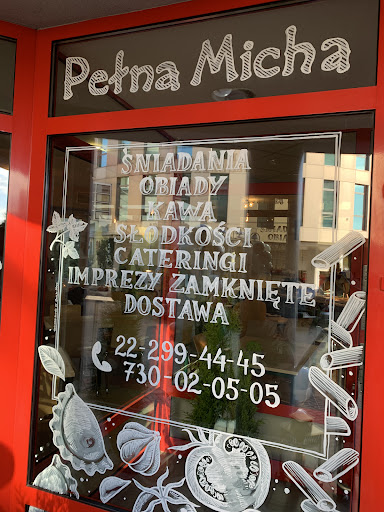 Pełna Micha
ŚNIADANIA
OBIADY
KAWA
SŁODKOŚCI
CATERINGI
IMPREZY ZAMKNIĘTE
DOSTAWA
22-299-44-45
730-02-05-05